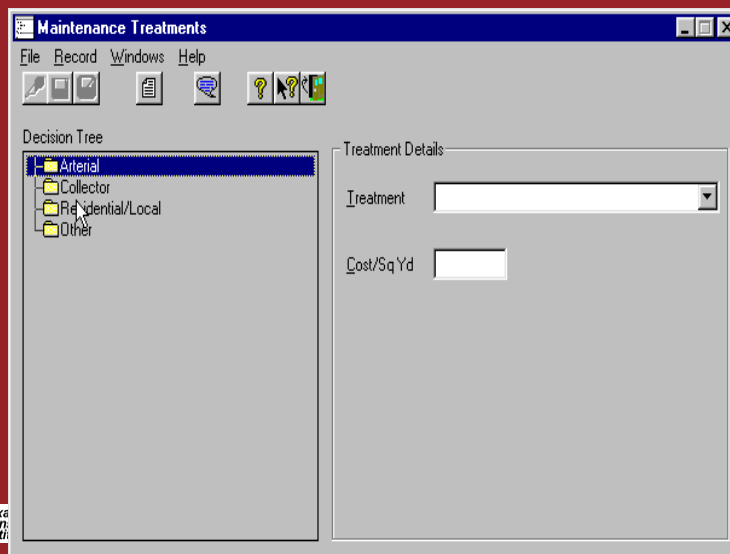 Maintenance Treatments
File Record Windows Help
Decision Tree
Arterial
Collector
Residential/Local
Other
Treatment Details
Treatment
Cost/Sq Yd